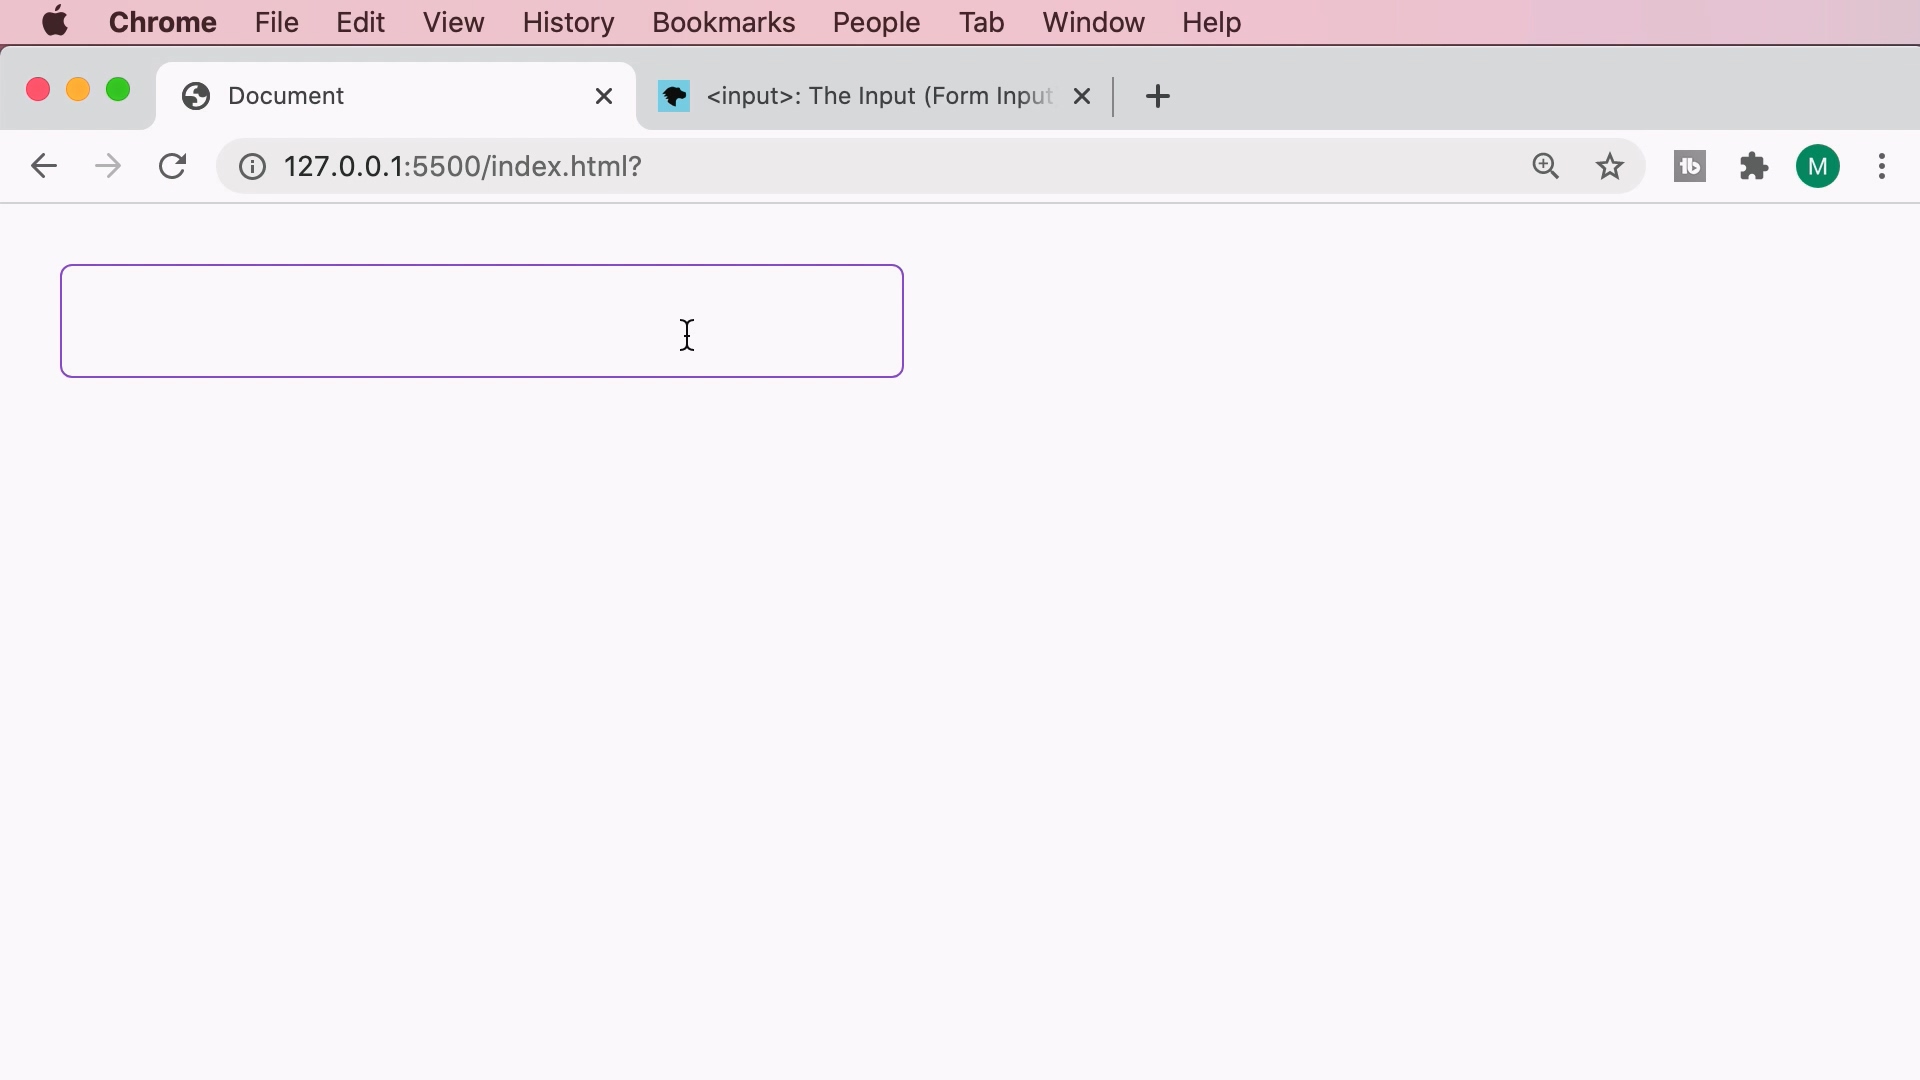 Chrome File Edit View History Bookmarks People Tab Window Help
Document
<input>: The Input (Form Input
127.0.0.1:5500/index.html?
M